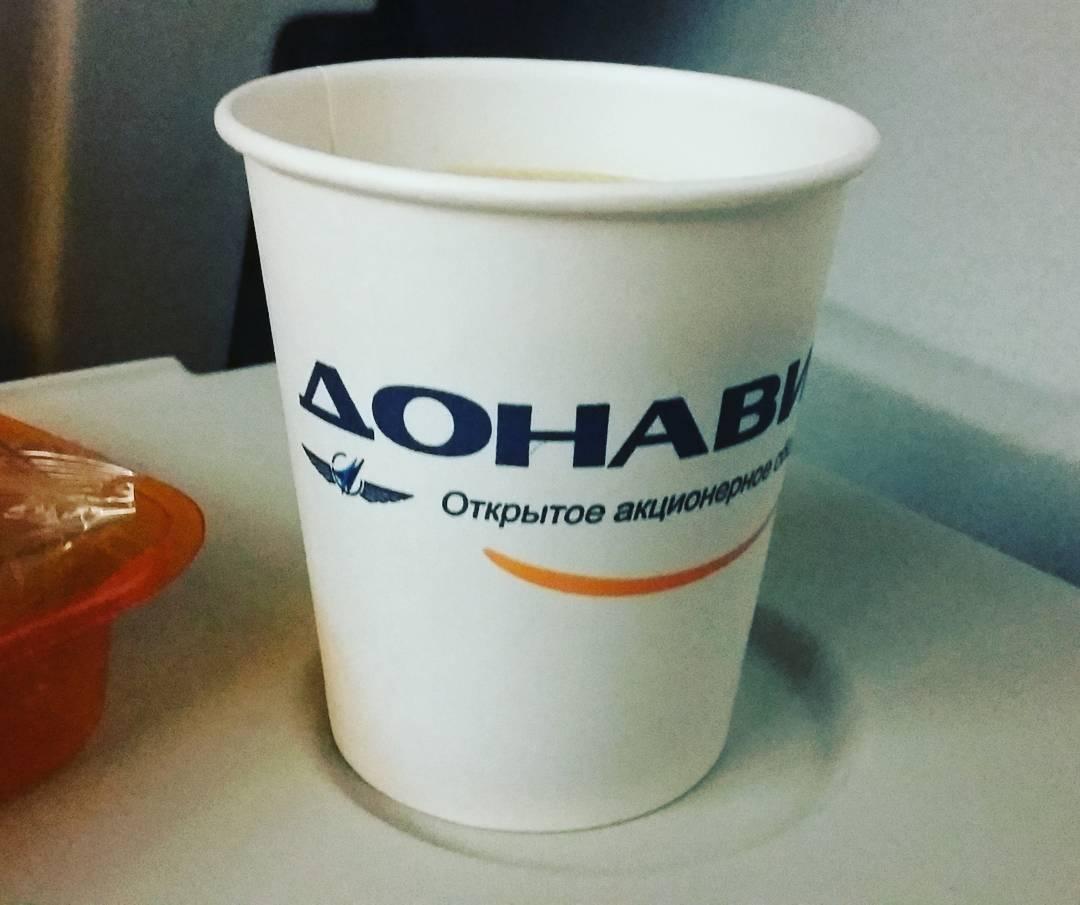 ДОНАВИ
Открытое акционерное